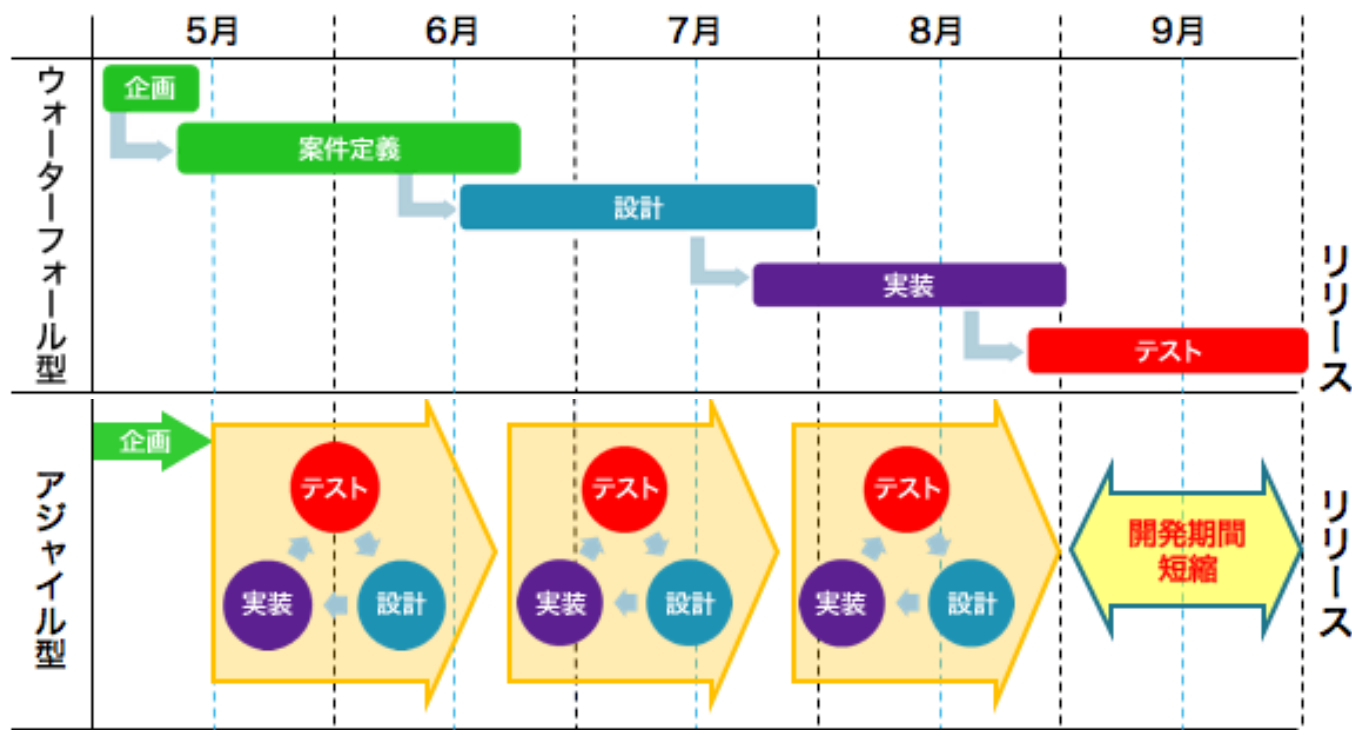 5月
6月
7月
8月
9月
ウォーターフォール型
企画
案件定義
設計
実装
テスト
リリース
アジャイル型
企画
テスト
実装
設計
テスト
実装
設計
テスト
実装
設計
開発期間
短縮
リリース